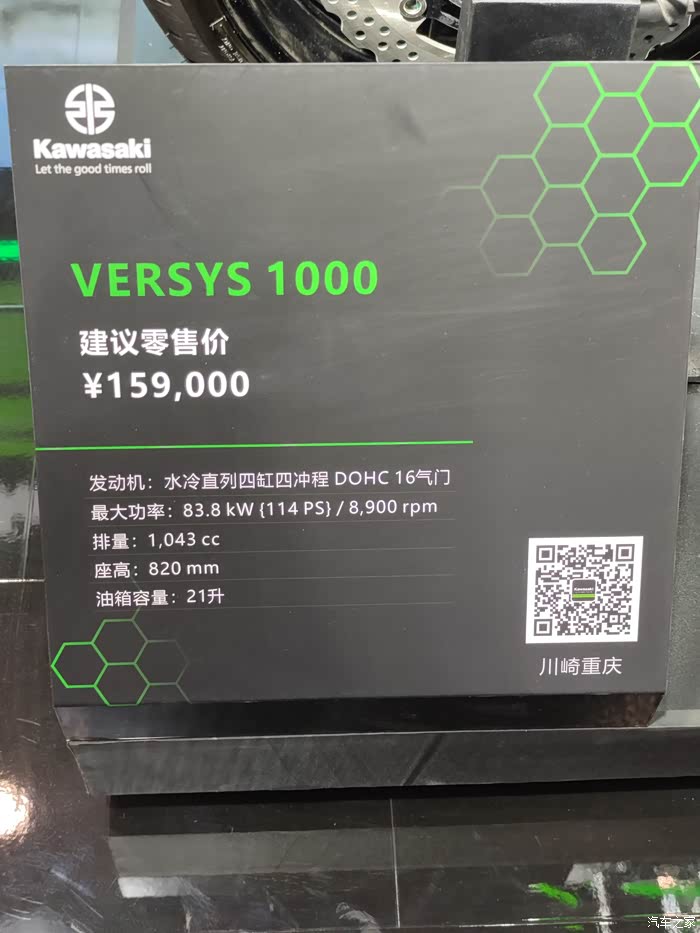 Kawasaki
Let the good times roll
VERSYS 1000
建议零售价
¥159,000
发动机：水冷直列四缸四冲程 DOHC 16气门
最大功率：83.8 kW {114 PS} / 8,900 rpm
排量：1,043 cc
座高：820 mm
油箱容量：21升
Kawasaki
川崎重庆
汽车之家